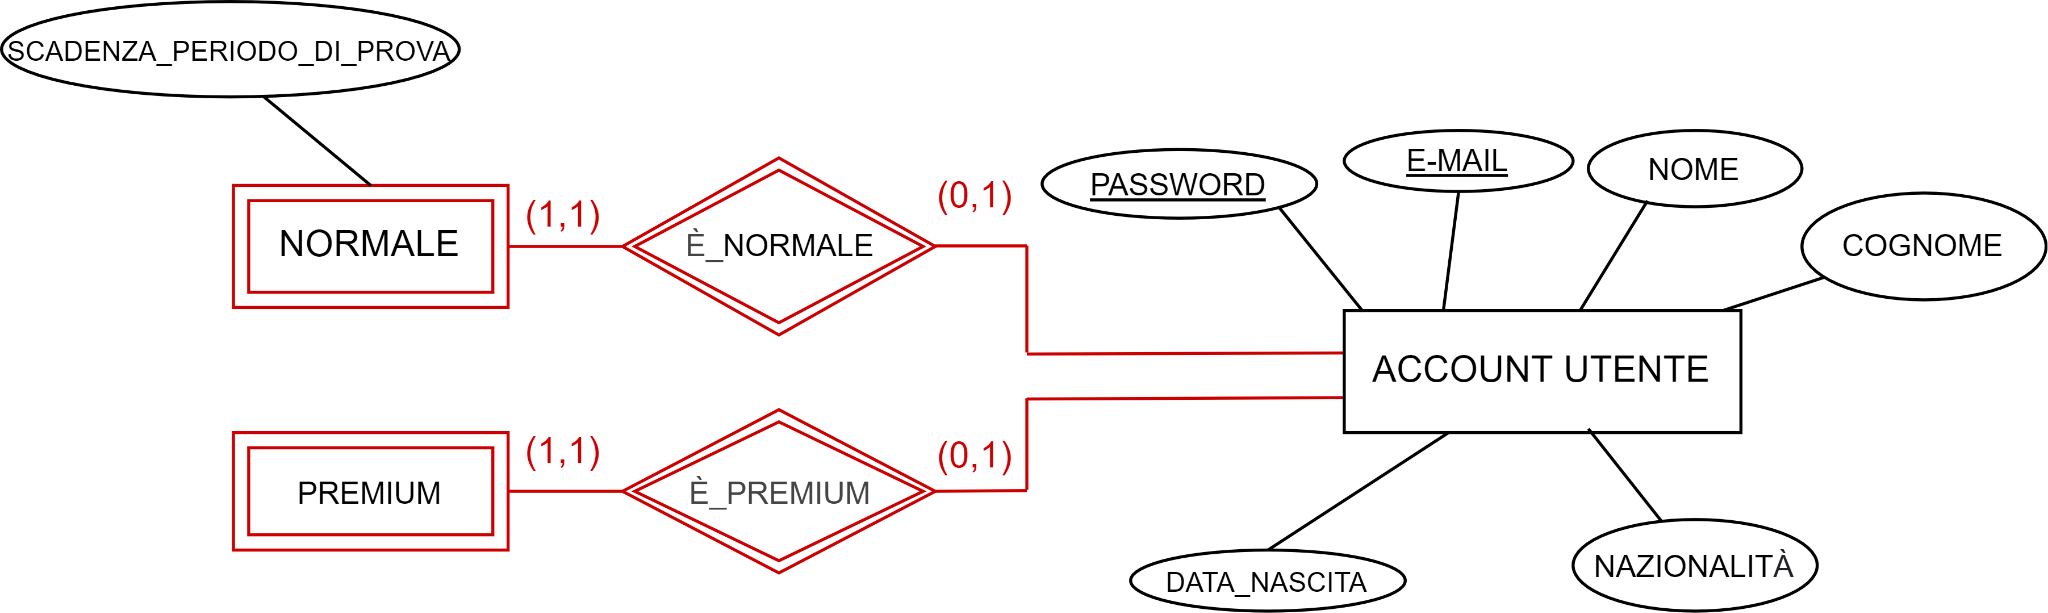 SCADENZA_PERIODO_DI_PROVA
PASSWORD
E-MAIL
NOME
COGNOME
NORMALE
(1,1)
È_NORMALE
(0,1)
ACCOUNT UTENTE
PREMIUM
(1,1)
È_PREMIUM
(0,1)
DATA_NASCITA
NAZIONALITÀ